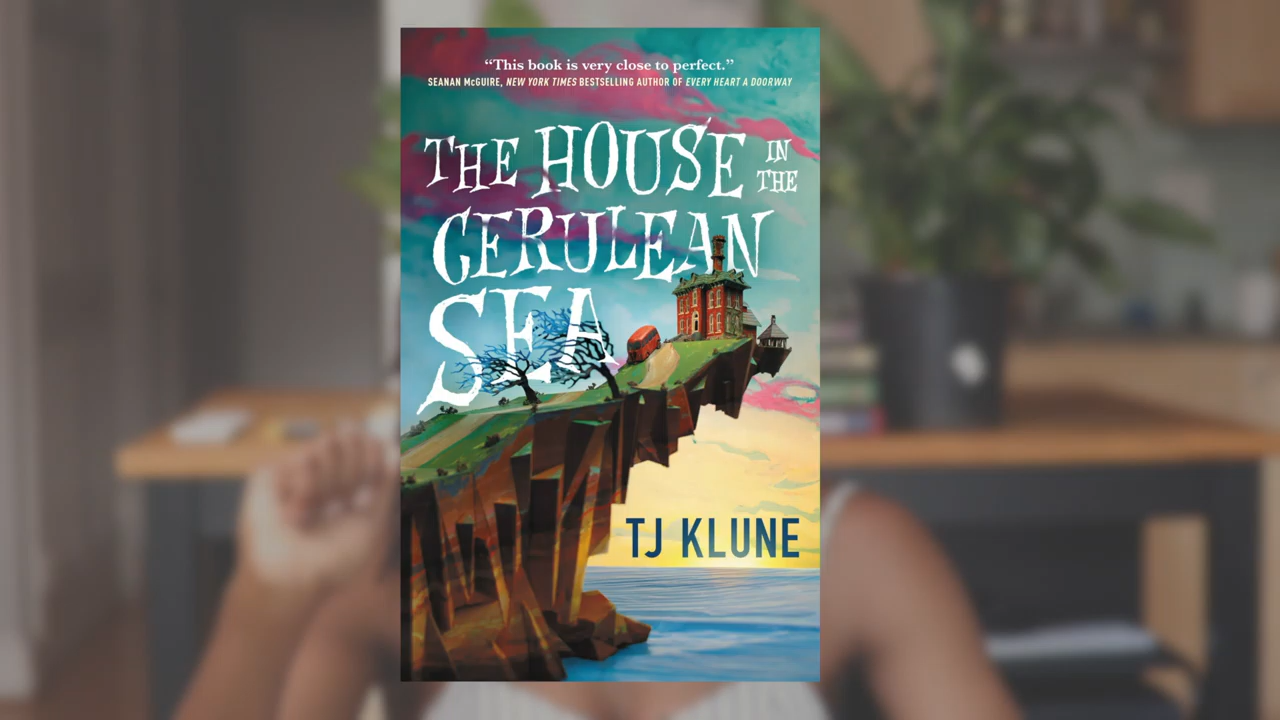 “This book is very close to perfect.”
SEANAN McGUIRE, NEW YORK TIMES BESTSELLING AUTHOR OF EVERY HEART A DOORWAY
THE HOUSE IN THE
CERULEAN
SEA
TJ KLUNE